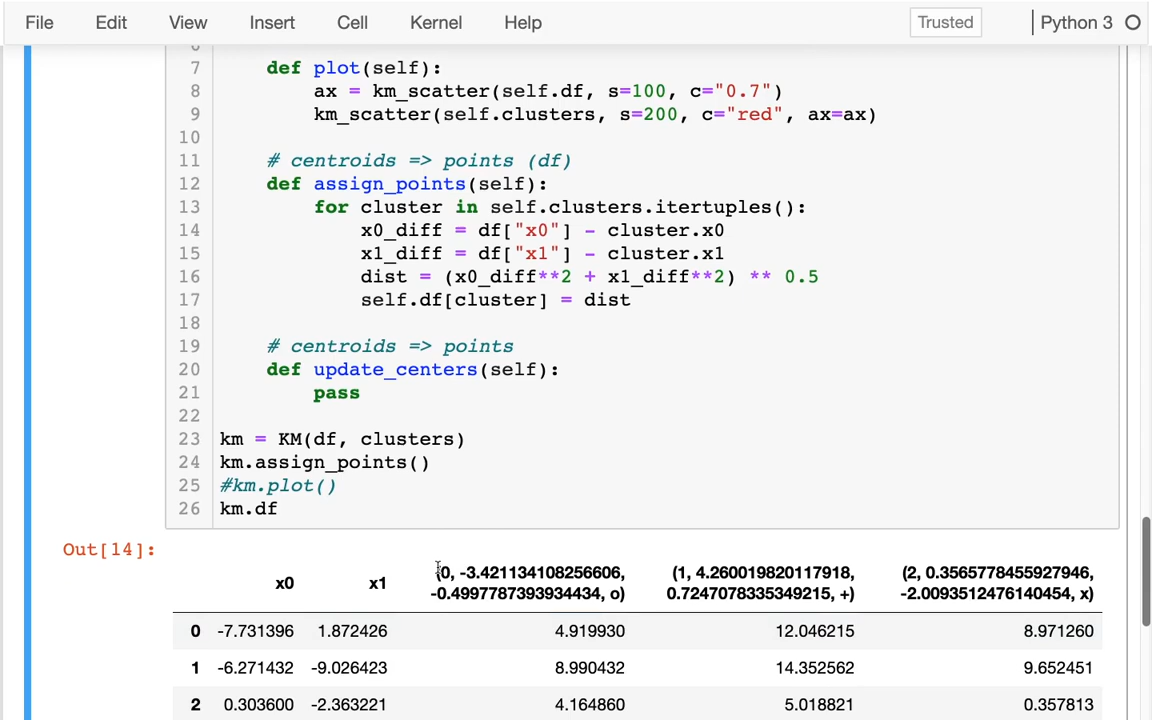 File Edit View Insert Cell Kernel Help Trusted Python 3
7 def plot(self):
8 ax = km_scatter(self.df, s=100, c="0.7")
9 km_scatter(self.clusters, s=200, c="red", ax=ax)
10
11 # centroids => points (df)
12 def assign_points(self):
13 for cluster in self.clusters.itertuples():
14 x0_diff = df["x0"] - cluster.x0
15 x1_diff = df["x1"] - cluster.x1
16 dist = (x0_diff**2 + x1_diff**2) ** 0.5
17 self.df[cluster] = dist
18
19 # centroids => points
20 def update_centers(self):
21 pass
22
23 km = KM(df, clusters)
24 km.assign_points()
25 #km.plot()
26 km.df
Out[14]:
x0 x1 (0, -3.421134108256606, -0.4997787393934434, o) (1, 4.260019820117918, 0.7247078335349215, +) (2, 0.3565778455927946, -2.0093512476140454, x)
0 -7.731396 1.872426 4.919930 12.046215 8.971260
1 -6.271432 -9.026423 8.990432 14.352562 9.652451
2 0.303600 -2.363221 4.164860 5.018821 0.357813